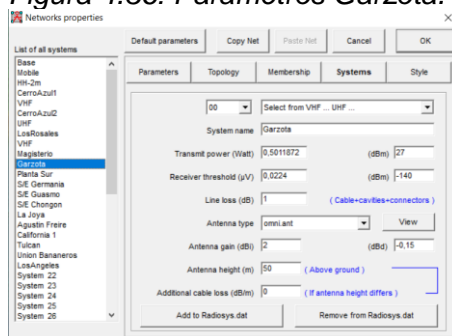 Figura 4.35. Parámetros Garzota.
Networks properties
List of all systems
Default parameters
Copy Net
Paste Net
Cancel
OK
Base
Mobile
HH-2m
CerroAzul1
VHF
CerroAzul2
UHF
LosRosales
VHF
Magisterio
Garzota
Planta Sur
S/E Germania
S/E Guasmo
S/E Chongon
La Joya
Agustin Freire
California 1
Tulcan
Union Bananeros
LosAngeles
System 22
System 23
System 24
System 25
System 26
Parameters
Topology
Membership
Systems
Style
00
Select from VHF ... UHF ...
System name Garzota
Transmit power (Watt) 0,5011872 (dBm) 27
Receiver threshold (µV) 0,0224 (dBm) -140
Line loss (dB) 1 ( Cable+cavities+connectors )
Antenna type omni.ant View
Antenna gain (dBi) 2 (dBd) -0,15
Antenna height (m) 50 ( Above ground )
Additional cable loss (dB/m) 0 ( If antenna height differs )
Add to Radiosys.dat
Remove from Radiosys.dat